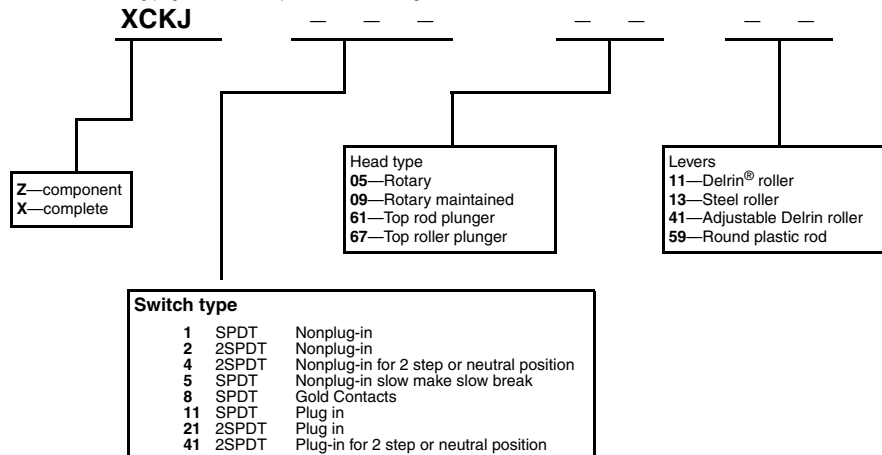 XCKJ _ _ _ _ _ _ _
Z—component
X—complete
Head type
05—Rotary
09—Rotary maintained
61—Top rod plunger
67—Top roller plunger
Levers
11—Delrin® roller
13—Steel roller
41—Adjustable Delrin roller
59—Round plastic rod
Switch type
1 SPDT Nonplug-in
2 2SPDT Nonplug-in
4 2SPDT Nonplug-in for 2 step or neutral position
5 SPDT Nonplug-in slow make slow break
8 SPDT Gold Contacts
11 SPDT Plug in
21 2SPDT Plug in
41 2SPDT Plug-in for 2 step or neutral position